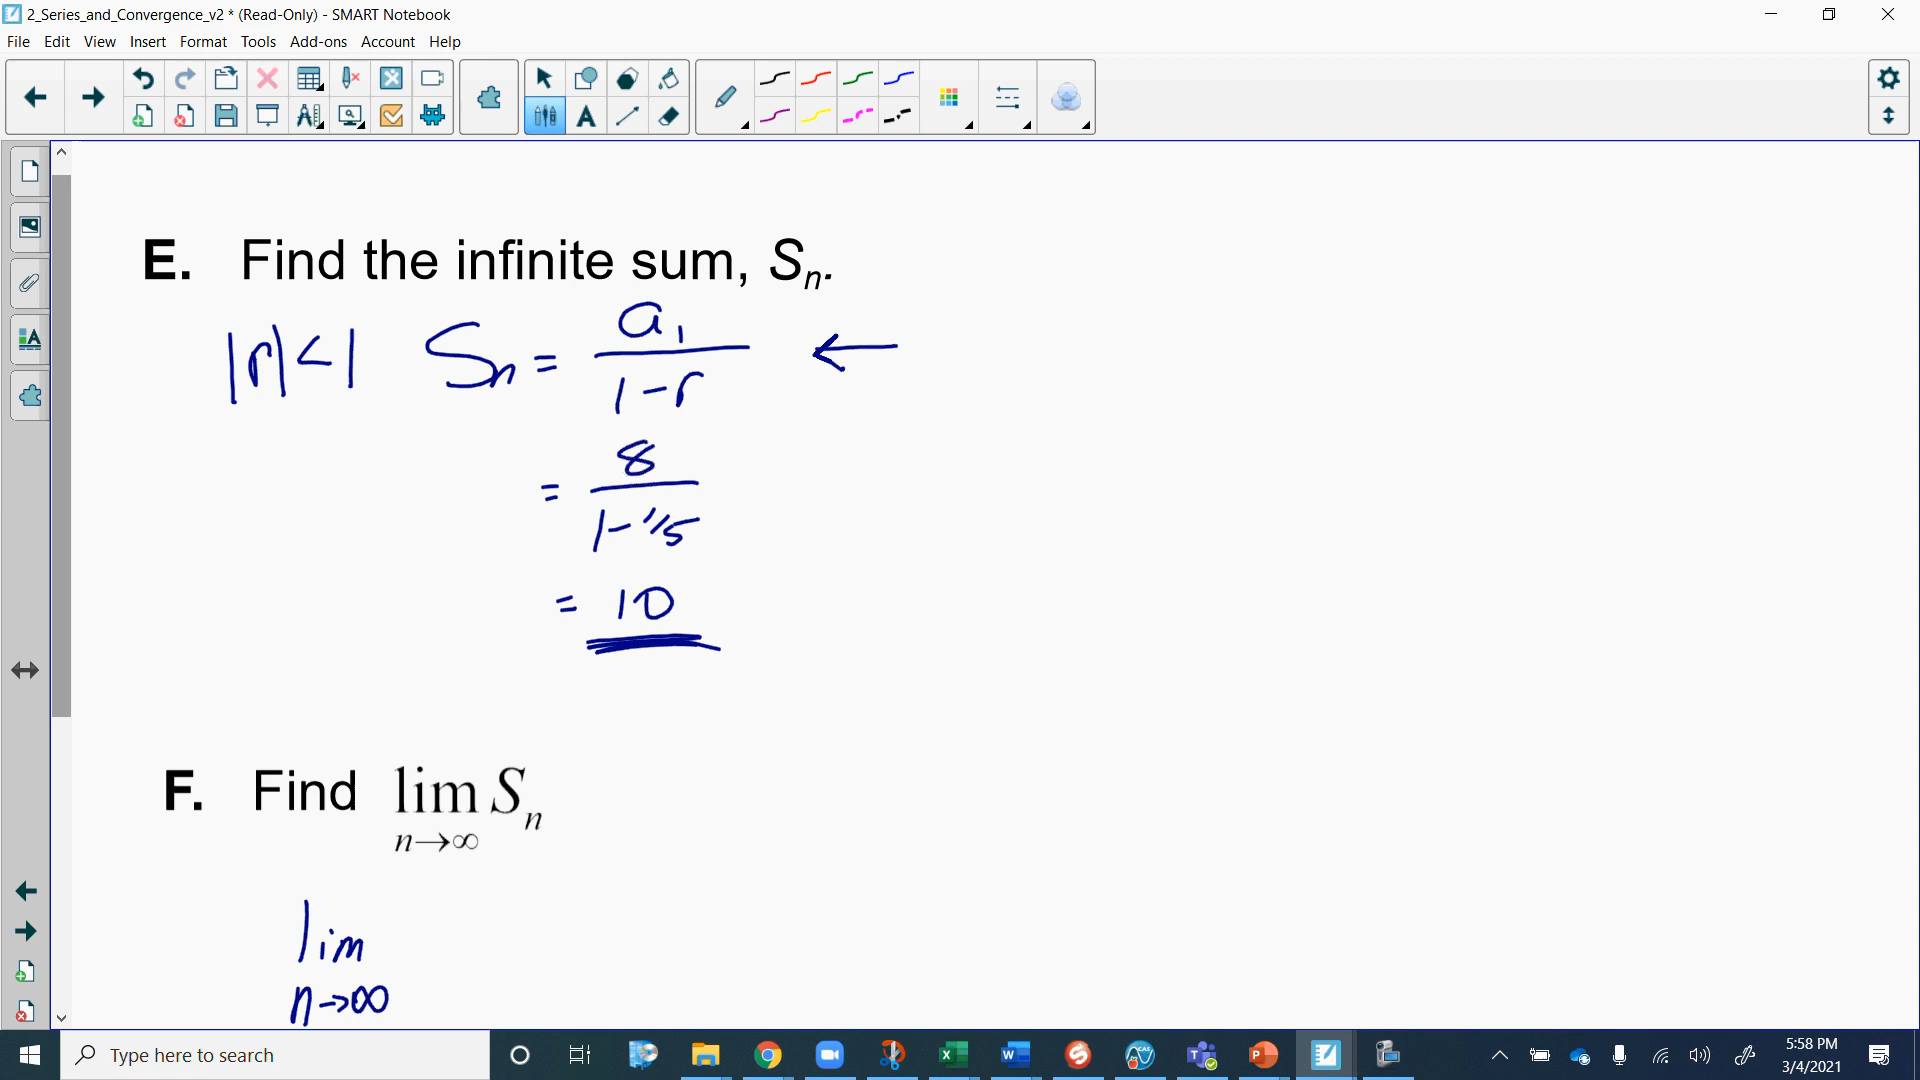 2_Series_and_Convergence_v2 * (Read-Only) - SMART Notebook
File Edit View Insert Format Tools Add-ons Account Help
E. Find the infinite sum, Sₙ.
|r| < 1 Sₙ = a₁ / (1 - r) ←
= 8 / (1 - 1/5)
= 10
F. Find lim Sₙ
n→∞
lim
n→∞
Type here to search
5:58 PM
3/4/2021